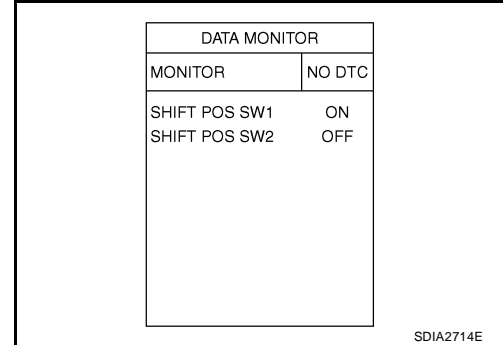 DATA MONITOR
MONITOR NO DTC
SHIFT POS SW1 ON
SHIFT POS SW2 OFF
SDIA2714E